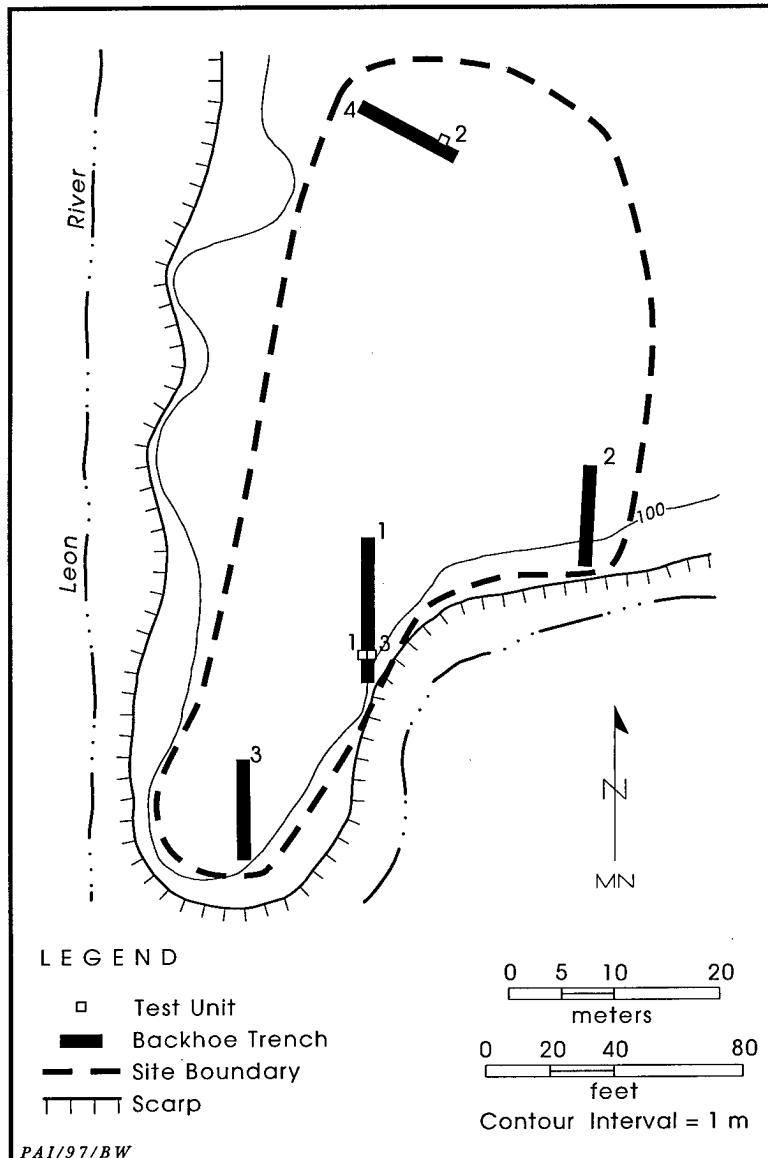 4
2
River
2
100
1
Leon
1 3
3
N
MN
LEGEND
Test Unit
Backhoe Trench
Site Boundary
Scarp
0 5 10 20
meters
0 20 40 80
feet
Contour Interval = 1 m
PAI/97/BW